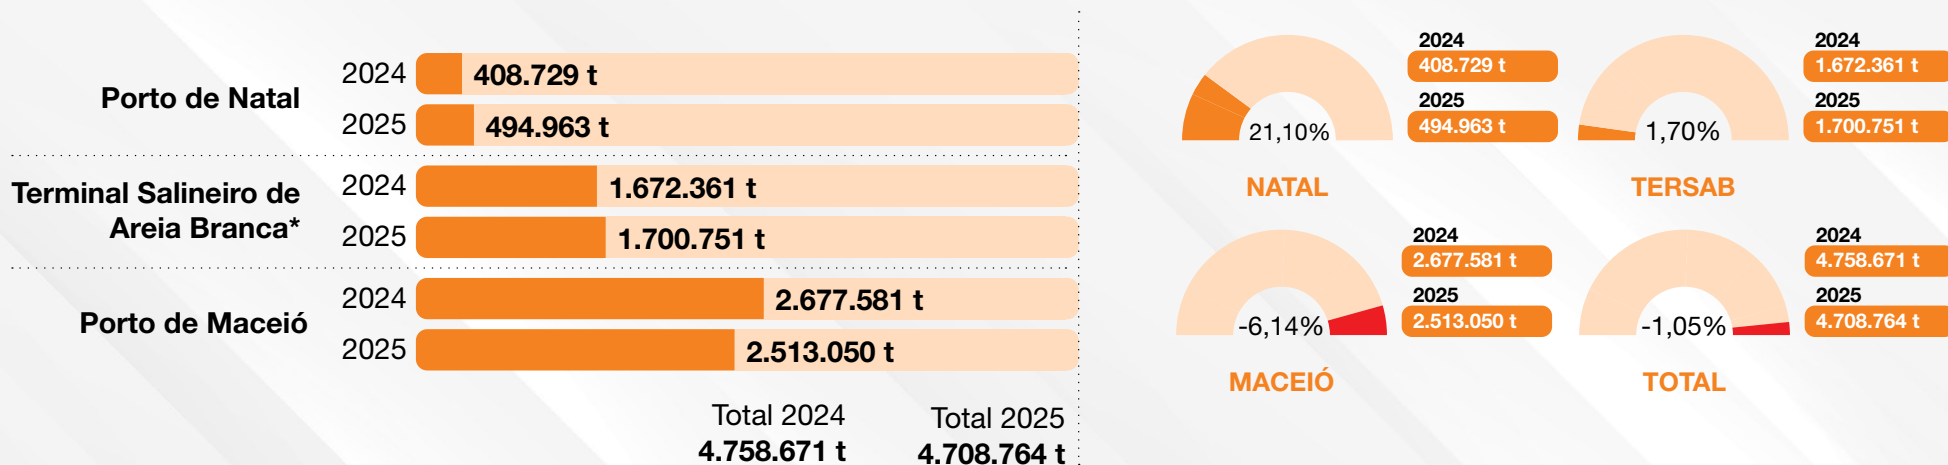 Porto de Natal
2024
408.729 t
2025
494.963 t
Terminal Salineiro de
Areia Branca*
2024
1.672.361 t
2025
1.700.751 t
Porto de Maceió
2024
2.677.581 t
2025
2.513.050 t
Total 2024
4.758.671 t
Total 2025
4.708.764 t
21,10%
NATAL
2024
408.729 t
2025
494.963 t
1,70%
TERSAB
2024
1.672.361 t
2025
1.700.751 t
-6,14%
MACEIÓ
2024
2.677.581 t
2025
2.513.050 t
-1,05%
TOTAL
2024
4.758.671 t
2025
4.708.764 t